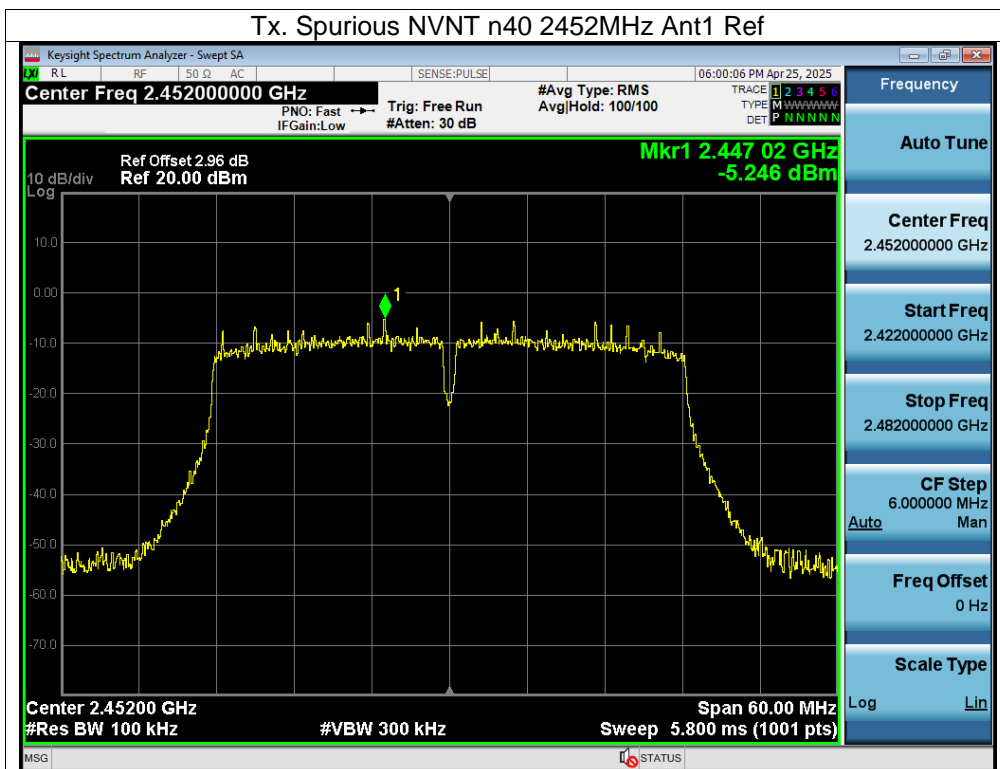 Tx. Spurious NVNT n40 2452MHz Ant1 Ref
Keysight Spectrum Analyzer - Swept SA
LXI RL RF 50 Ω AC SENSE:PULSE 06:00:06 PM Apr 25, 2025
Center Freq 2.452000000 GHz
PNO: Fast
IFGain:Low
Trig: Free Run
#Atten: 30 dB
#Avg Type: RMS
Avg|Hold: 100/100
TRACE 1 2 3 4 5 6
TYPE M WWWWW
DET P N N N N N
Mkr1 2.447 02 GHz
-5.246 dBm
Ref Offset 2.96 dB
10 dB/div Ref 20.00 dBm
Log
10.0
0.00
-10.0
-20.0
-30.0
-40.0
-50.0
-60.0
-70.0
1
Center 2.45200 GHz Span 60.00 MHz
#Res BW 100 kHz #VBW 300 kHz Sweep 5.800 ms (1001 pts)
MSG STATUS
Frequency
Auto Tune
Center Freq
2.452000000 GHz
Start Freq
2.422000000 GHz
Stop Freq
2.482000000 GHz
CF Step
6.000000 MHz
Auto Man
Freq Offset
0 Hz
Scale Type
Log Lin